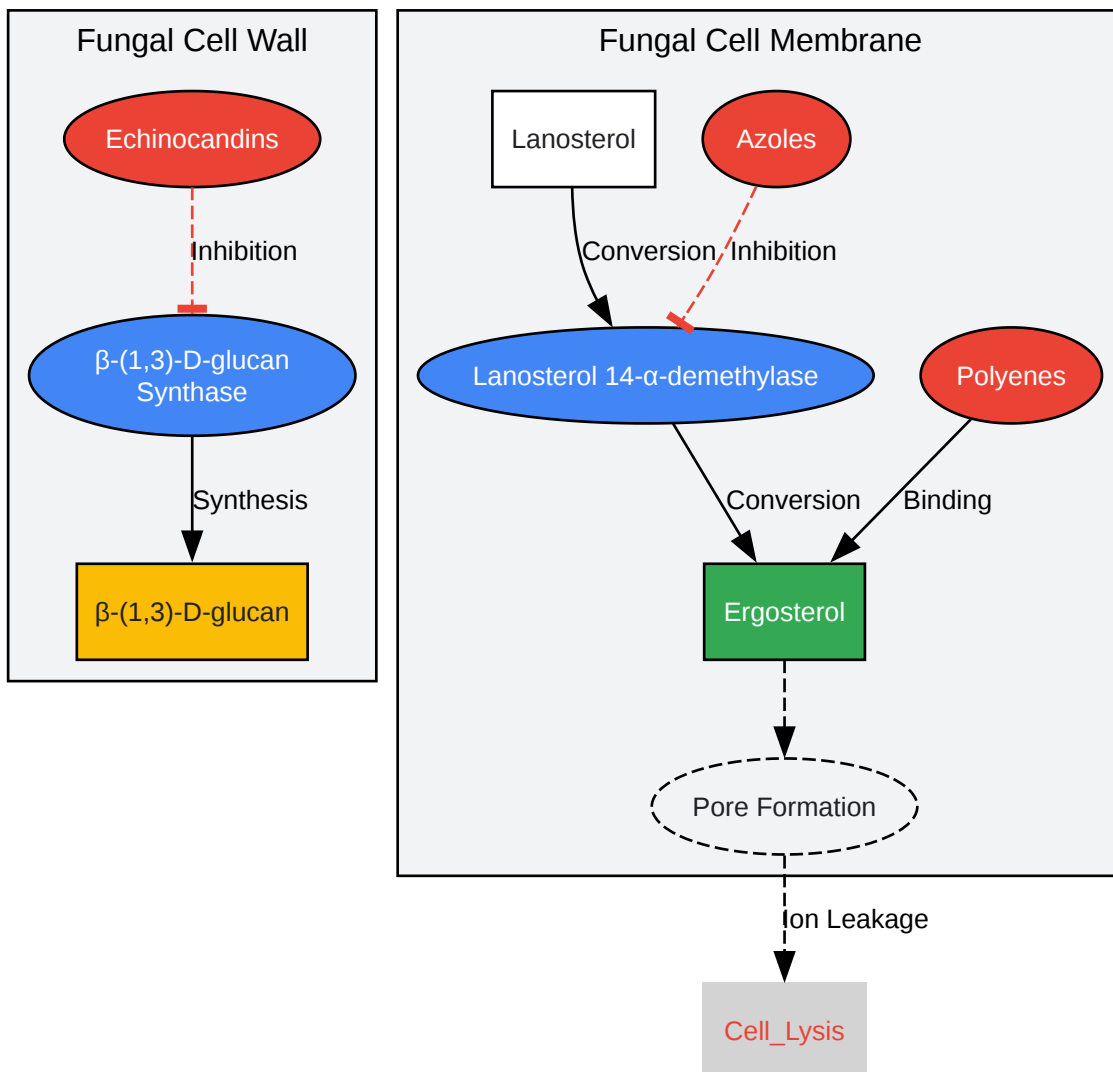 Fungal Cell Wall
Echinocandins
Inhibition
β-(1,3)-D-glucan
Synthase
Synthesis
β-(1,3)-D-glucan
Fungal Cell Membrane
Lanosterol
Azoles
Conversion
Inhibition
Lanosterol 14-α-demethylase
Polyenes
Conversion
Binding
Ergosterol
Pore Formation
Ion Leakage
Cell_Lysis